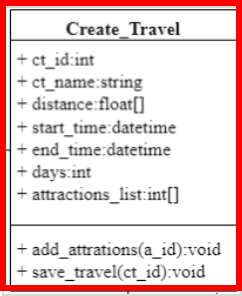 Create_Travel
+ ct_id:int
+ ct_name:string
+ distance:float[]
+ start_time:datetime
+ end_time:datetime
+ days:int
+ attractions_list:int[]
+ add_attrations(a_id):void
+ save_travel(ct_id):void